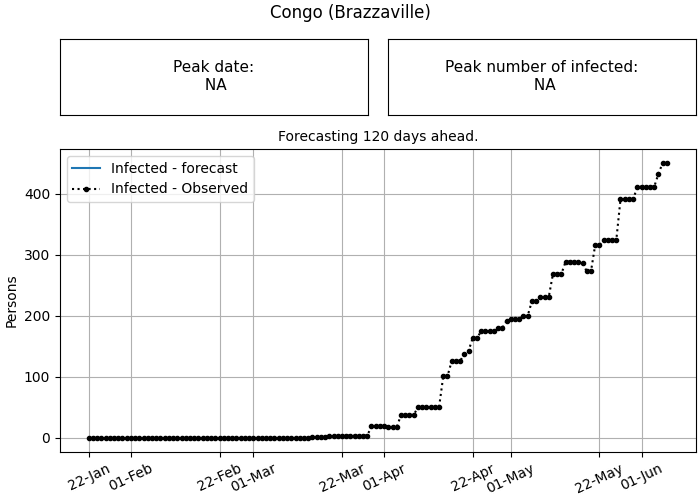 Congo (Brazzaville)
Peak date:
NA
Peak number of infected:
NA
Forecasting 120 days ahead.
Infected - forecast
Infected - Observed
Persons
400
300
200
100
0
22-Jan
01-Feb
22-Feb
01-Mar
22-Mar
01-Apr
22-Apr
01-May
22-May
01-Jun